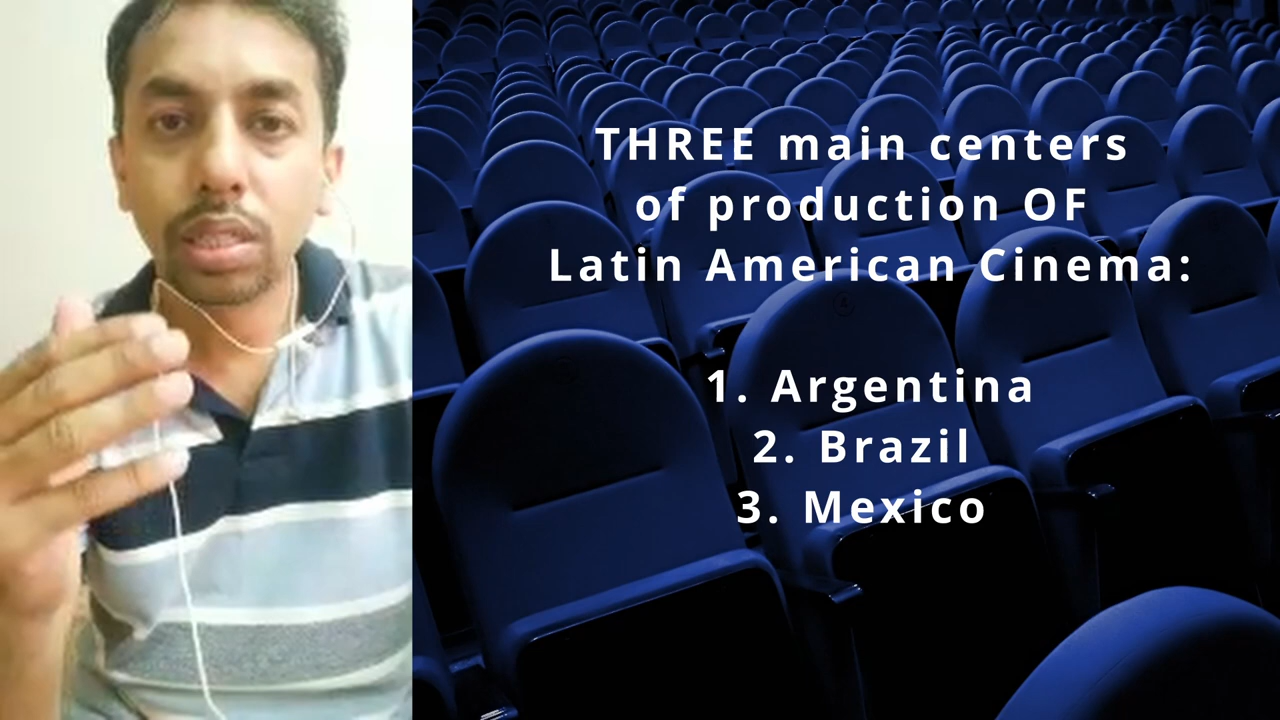 THREE main centers
of production OF
Latin American Cinema:
1. Argentina
2. Brazil
3. Mexico